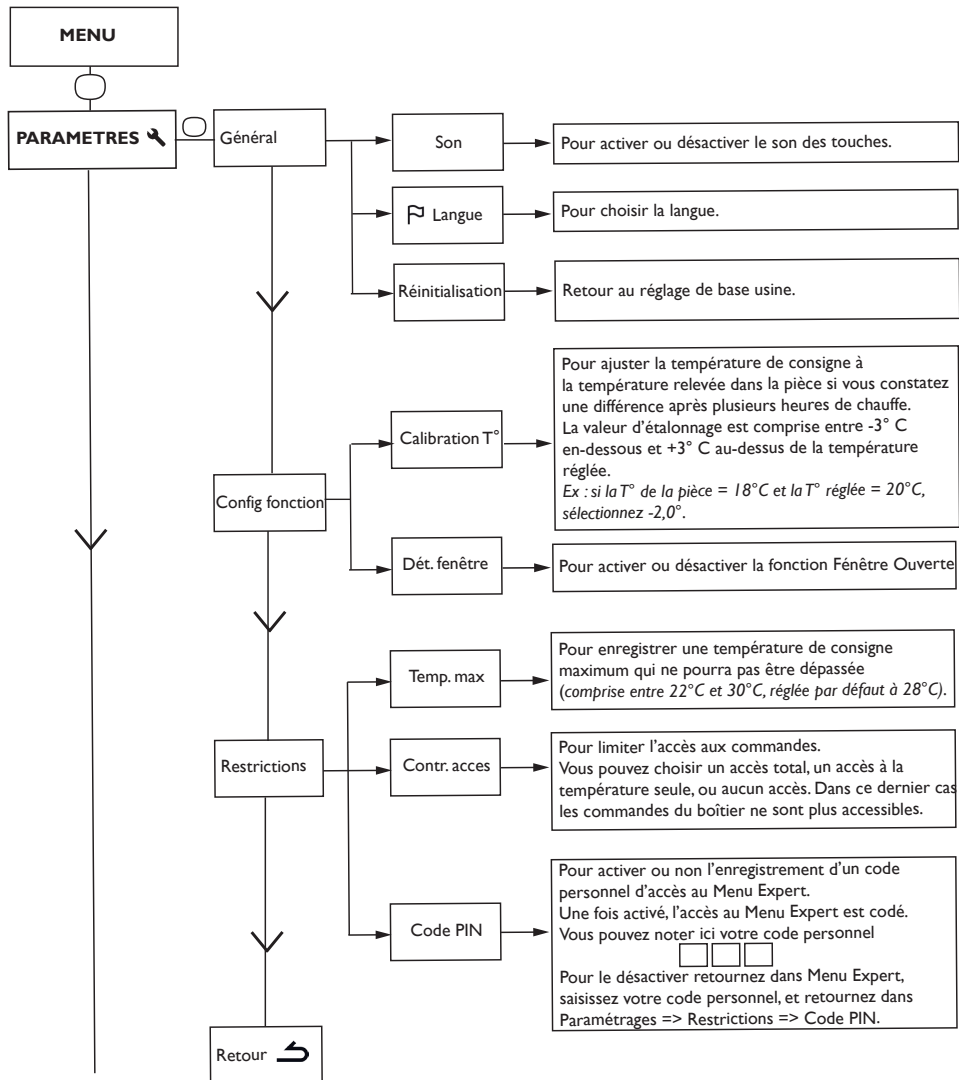 MENU
PARAMETRES
Général
Son
Pour activer ou désactiver le son des touches.
Langue
Pour choisir la langue.
Réinitialisation
Retour au réglage de base usine.
Config fonction
Calibration T°
Pour ajuster la température de consigne à
la température relevée dans la pièce si vous constatez
une différence après plusieurs heures de chauffe.
La valeur d’étalonnage est comprise entre -3° C
en-dessous et +3° C au-dessus de la température
réglée.
Ex : si la T° de la pièce = 18°C et la T° réglée = 20°C,
sélectionnez -2,0°.
Dét. fenêtre
Pour activer ou désactiver la fonction Fénêtre Ouverte
Restrictions
Temp. max
Pour enregistrer une température de consigne
maximum qui ne pourra pas être dépassée
(comprise entre 22°C et 30°C, réglée par défaut à 28°C).
Contr. acces
Pour limiter l’accès aux commandes.
Vous pouvez choisir un accès total, un accès à la
température seule, ou aucun accès. Dans ce dernier cas
les commandes du boîtier ne sont plus accessibles.
Code PIN
Pour activer ou non l’enregistrement d’un code
personnel d’accès au Menu Expert.
Une fois activé, l’accès au Menu Expert est codé.
Vous pouvez noter ici votre code personnel
Pour le désactiver retournez dans Menu Expert,
saisissez votre code personnel, et retournez dans
Paramétrages => Restrictions => Code PIN.
Retour